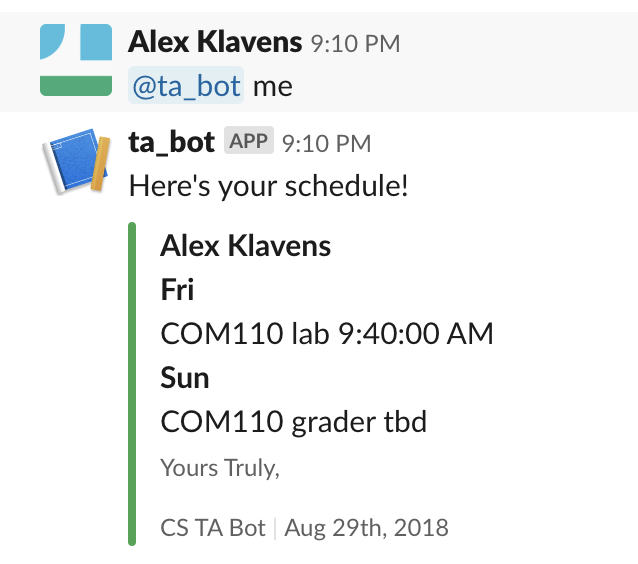 Alex Klavens 9:10 PM
@ta_bot me
ta_bot APP 9:10 PM
Here's your schedule!
Alex Klavens
Fri
COM110 lab 9:40:00 AM
Sun
COM110 grader tbd
Yours Truly,
CS TA Bot | Aug 29th, 2018